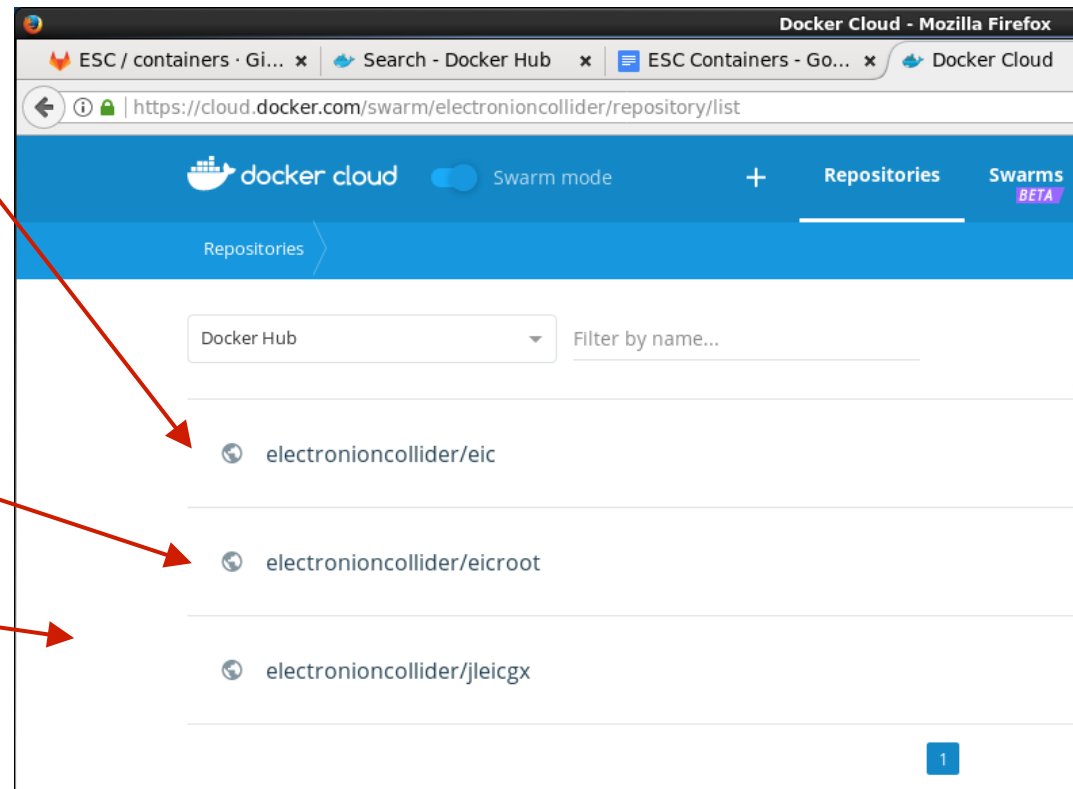 Docker Cloud - Mozilla Firefox
ESC / containers · Gi... × Search - Docker Hub × ESC Containers - Go... × Docker Cloud
https://cloud.docker.com/swarm/electronioncollider/repository/list
docker cloud Swarm mode + Repositories Swarms
BETA
Repositories
Docker Hub Filter by name...
electronioncollider/eic
electronioncollider/eicroot
electronioncollider/jleicgx
1